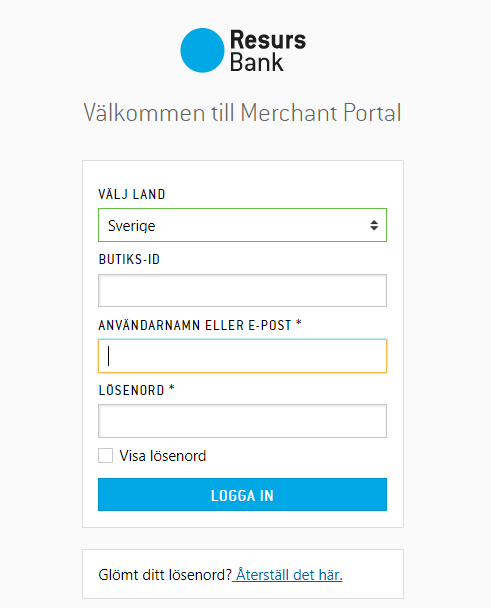 Resurs
Bank
Välkommen till Merchant Portal
VÄLJ LAND
Sverige
BUTIKS-ID
ANVÄNDARNAMN ELLER E-POST *
LÖSENORD *
Visa lösenord
LOGGA IN
Glömt ditt lösenord? Återställ det här.